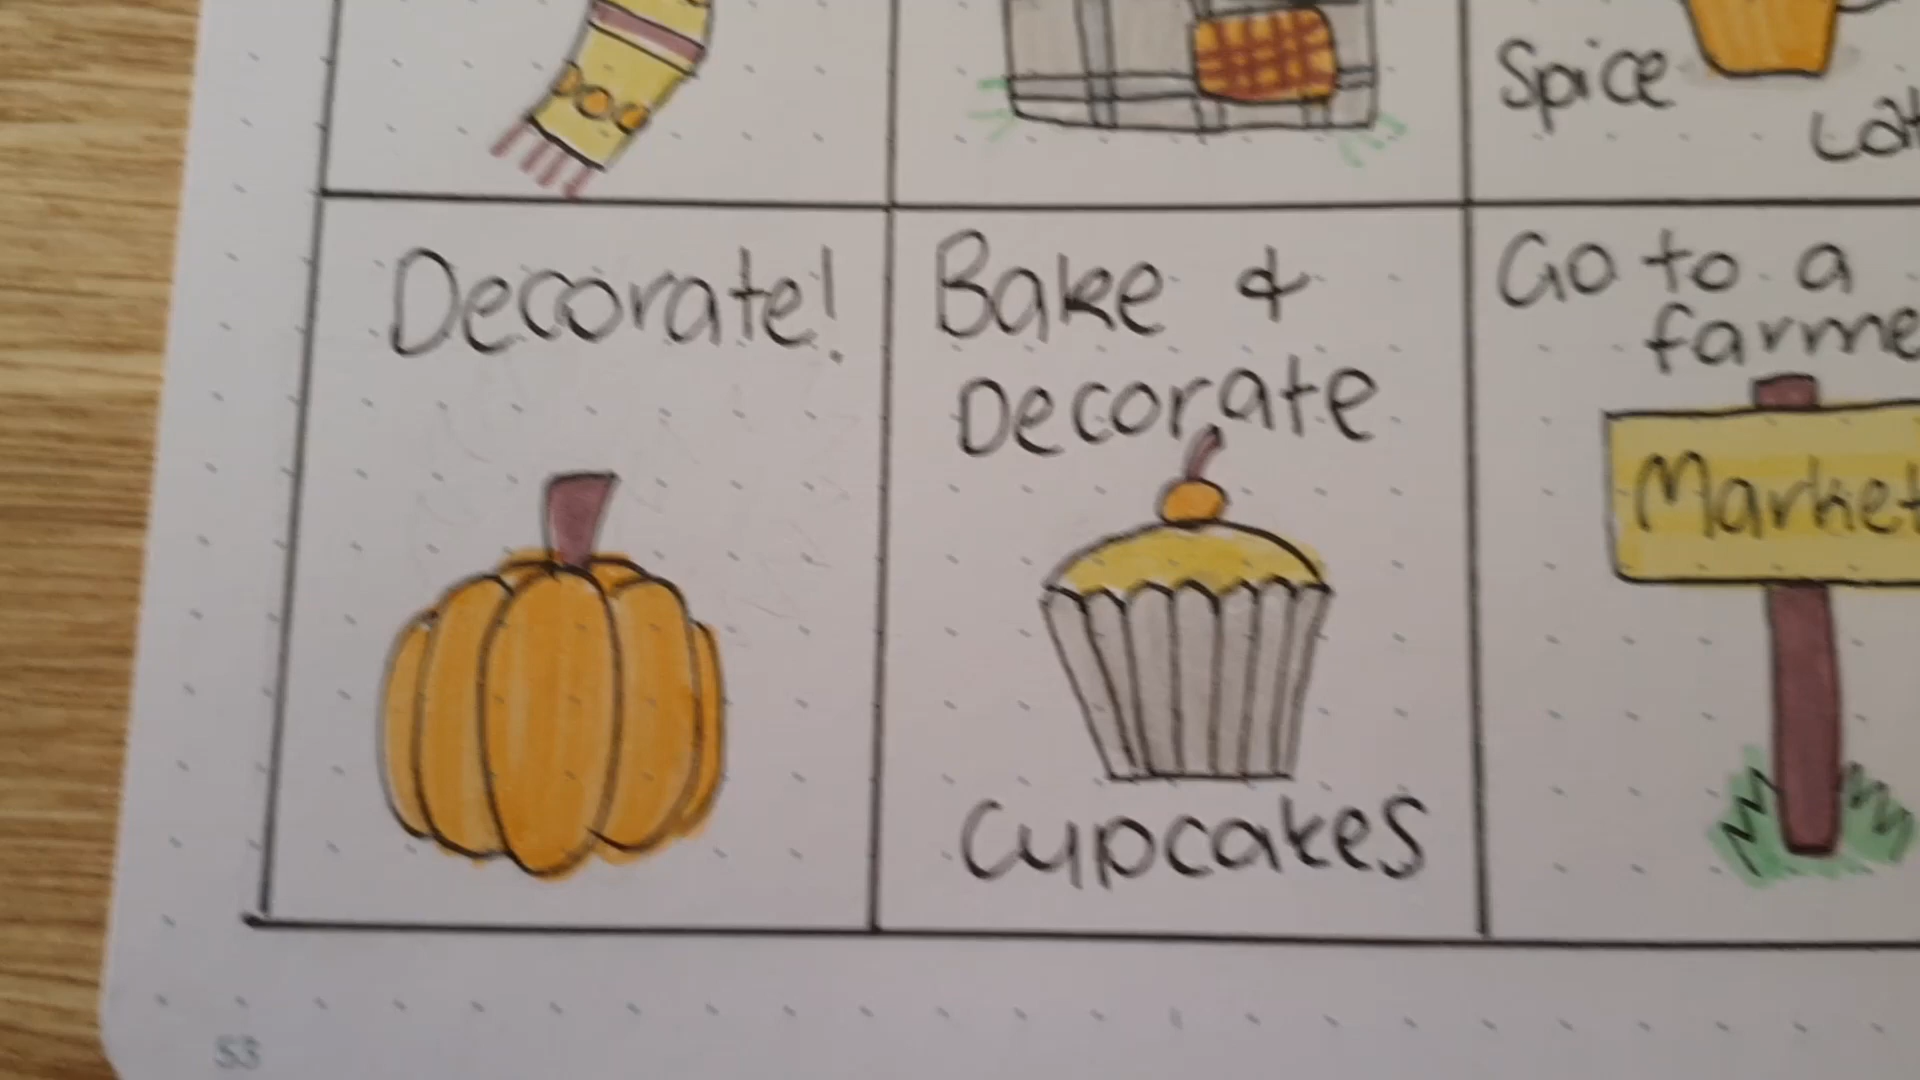 Spice
Decorate!
Bake &
Decorate
Cupcakes
Go to a
Market
53